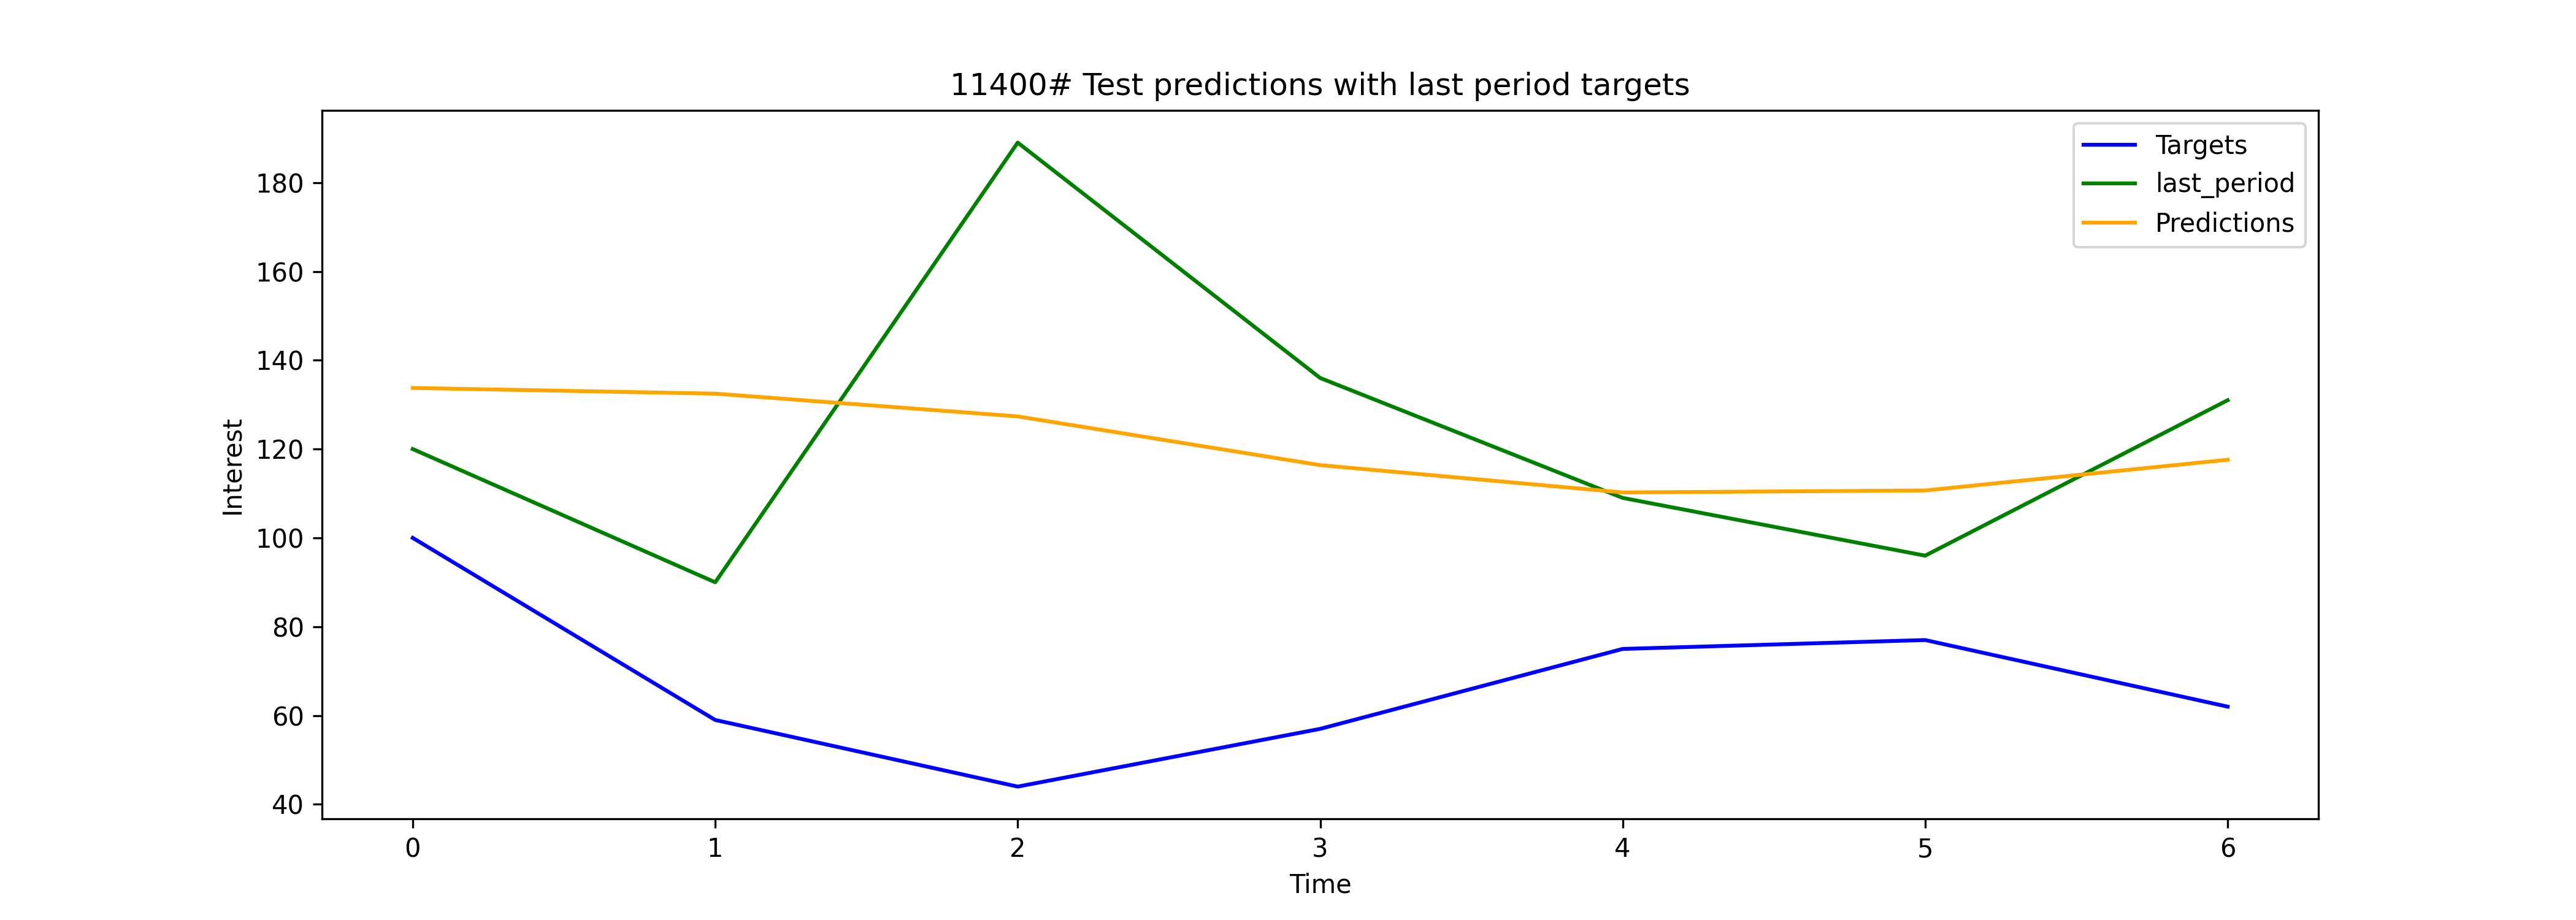 11400# Test predictions with last period targets
Targets
last_period
Predictions
180
160
140
120
100
80
60
40
Interest
0 1 2 3 4 5 6
Time